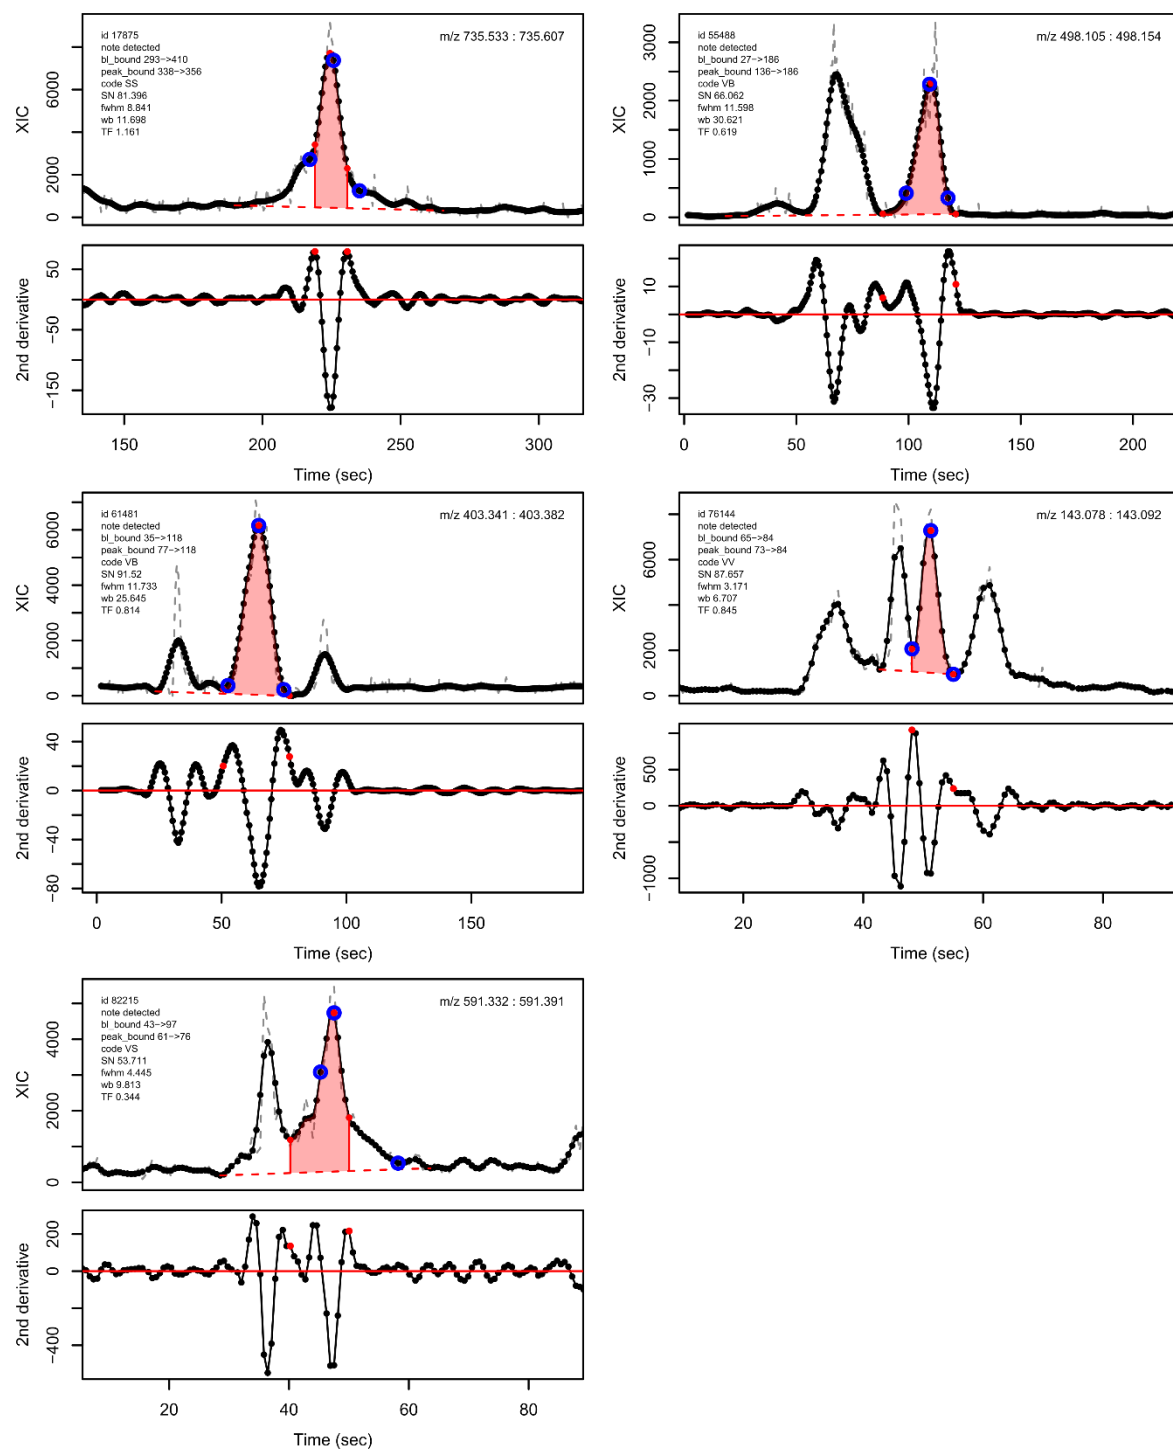 id 17875
note detected
bl_bound 293->410
peak_bound 338->356
code SS
SN 81.396
fwhm 8.841
wb 11.698
TF 1.161
m/z 735.533 : 735.607
XIC
0
2000
4000
6000
2nd derivative
50
−50
−150
150
200
250
300
Time (sec)
id 55488
note detected
bl_bound 27->186
peak_bound 136->186
code VB
SN 66.062
fwhm 11.598
wb 30.621
TF 0.619
m/z 498.105 : 498.154
XIC
0
1000
2000
3000
2nd derivative
10
−10
−30
0
50
100
150
200
Time (sec)
id 61481
note detected
bl_bound 35->118
peak_bound 77->118
code VB
SN 91.52
fwhm 11.733
wb 25.645
TF 0.814
m/z 403.341 : 403.382
XIC
0
2000
4000
6000
2nd derivative
40
0
−40
−80
0
50
100
150
Time (sec)
id 76144
note detected
bl_bound 65->84
peak_bound 73->84
code VV
SN 87.657
fwhm 3.171
wb 6.707
TF 0.845
m/z 143.078 : 143.092
XIC
0
2000
4000
6000
2nd derivative
500
0
−1000
20
40
60
80
Time (sec)
id 82215
note detected
bl_bound 43->97
peak_bound 61->76
code VS
SN 53.711
fwhm 4.445
wb 9.813
TF 0.344
m/z 591.332 : 591.391
XIC
0
2000
4000
2nd derivative
200
0
−400
20
40
60
80
Time (sec)